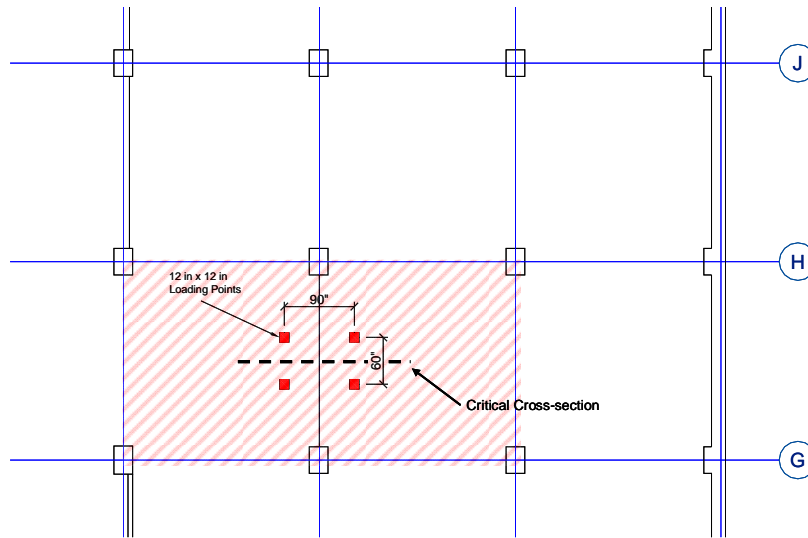 J
H
12 in x 12 in
Loading Points
90"
60"
Critical Cross-section
G